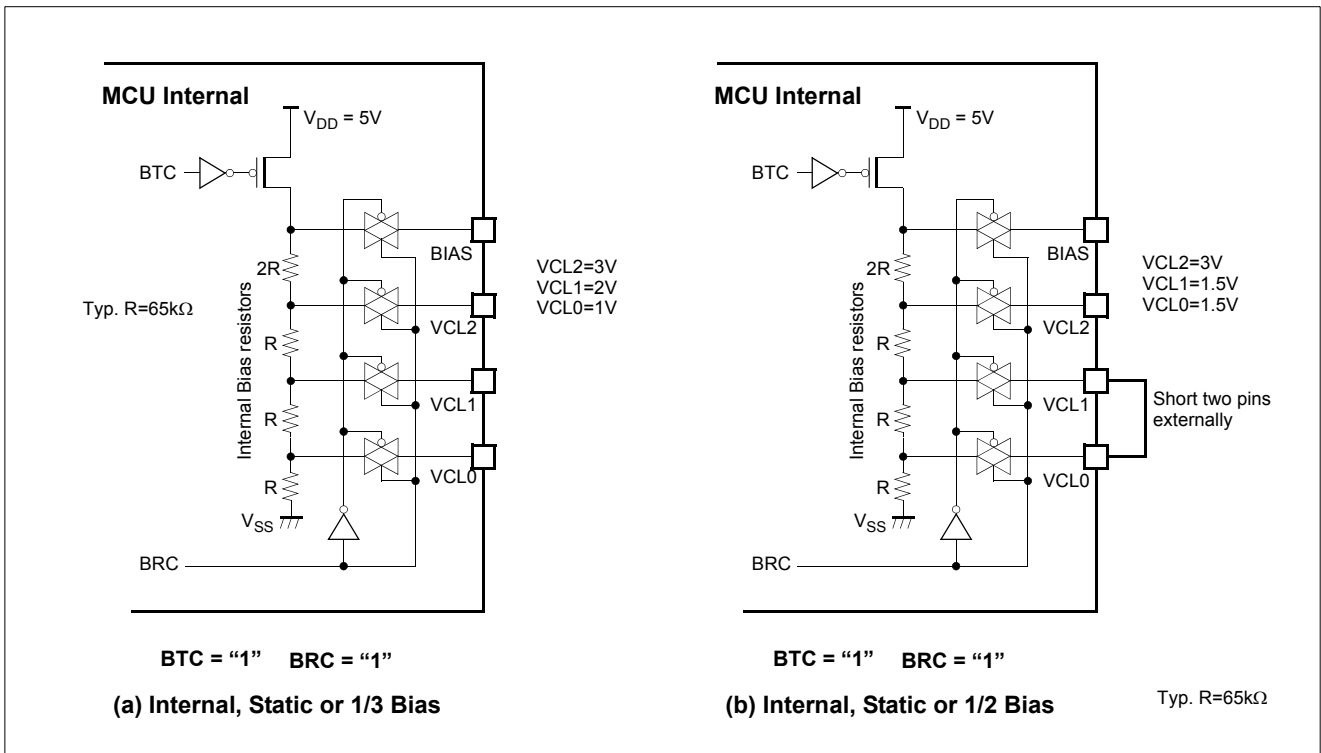 MCU Internal
V_DD = 5V
BTC
BIAS
2R
VCL2=3V
VCL1=2V
VCL0=1V
Typ. R=65kΩ
Internal Bias resistors
VCL2
R
VCL1
R
VCL0
R
V_SS
BRC
BTC = “1” BRC = “1”
(a) Internal, Static or 1/3 Bias
MCU Internal
V_DD = 5V
BTC
BIAS
2R
VCL2=3V
VCL1=1.5V
VCL0=1.5V
Internal Bias resistors
VCL2
R
VCL1
Short two pins
externally
R
VCL0
R
V_SS
BRC
BTC = “1” BRC = “1”
(b) Internal, Static or 1/2 Bias
Typ. R=65kΩ